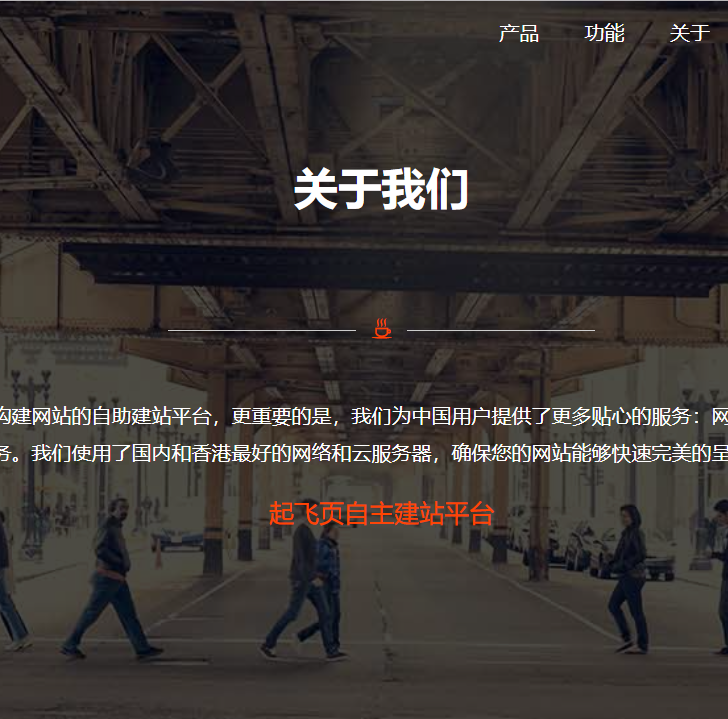 产品 功能 关于
关于我们
构建网站的自助建站平台，更重要的是，我们为中国用户提供了更多贴心的服务：网
务。我们使用了国内和香港最好的网络和云服务器，确保您的网站能够快速完美的呈
起飞页自主建站平台